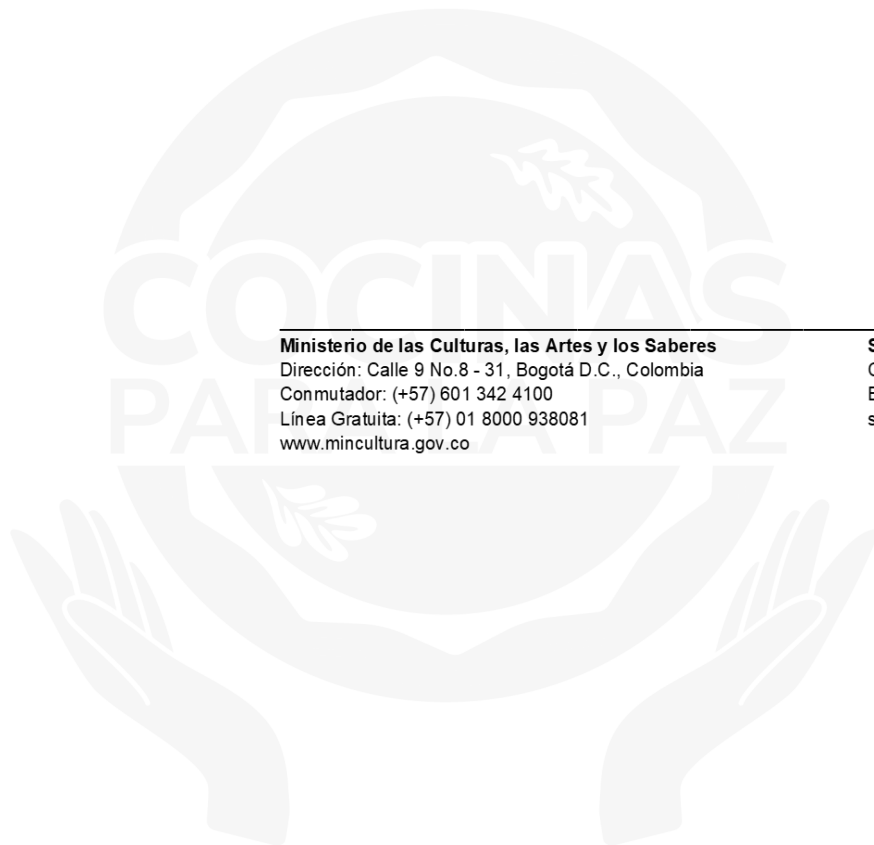 COCINAS
PARA LA PAZ
Ministerio de las Culturas, las Artes y los Saberes
Dirección: Calle 9 No.8 - 31, Bogotá D.C., Colombia
Conmutador: (+57) 601 342 4100
Línea Gratuita: (+57) 01 8000 938081
www.mincultura.gov.co